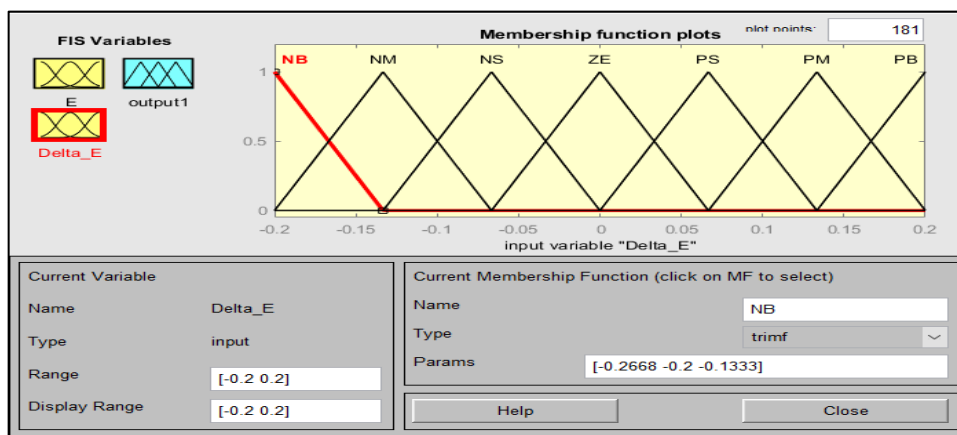 FIS Variables
Membership function plots
plot points:
181
E
output1
Delta_E
NB
NM
NS
ZE
PS
PM
PB
1
0.5
0
-0.2
-0.15
-0.1
-0.05
0
0.05
0.1
0.15
0.2
input variable "Delta_E"
Current Variable
Name
Delta_E
Type
input
Range
[-0.2 0.2]
Display Range
[-0.2 0.2]
Current Membership Function (click on MF to select)
Name
NB
Type
trimf
Params
[-0.2668 -0.2 -0.1333]
Help
Close